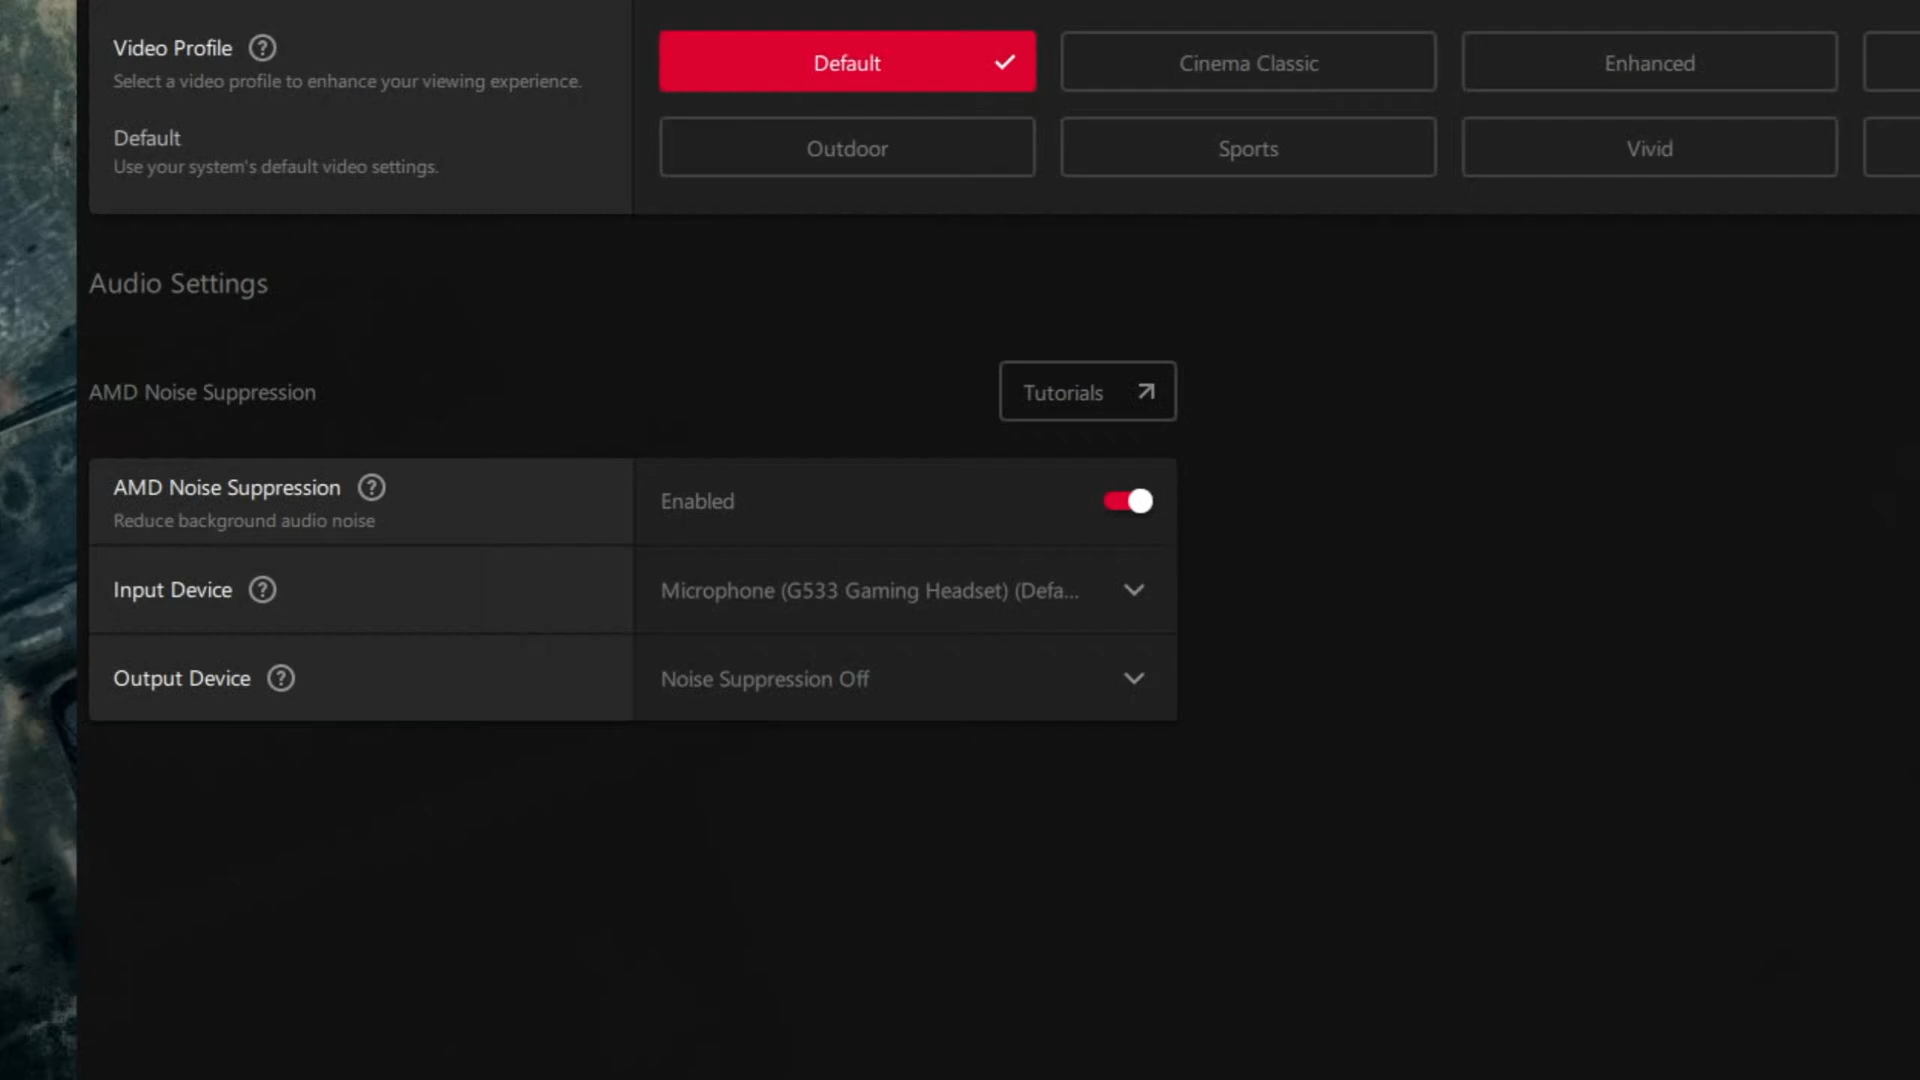 Video Profile ?
Select a video profile to enhance your viewing experience.
Default
Use your system's default video settings.
Default
Cinema Classic
Enhanced
Outdoor
Sports
Vivid
Audio Settings
AMD Noise Suppression
Tutorials
AMD Noise Suppression ?
Reduce background audio noise
Enabled
Input Device ?
Microphone (G533 Gaming Headset) (Defa...
Output Device ?
Noise Suppression Off